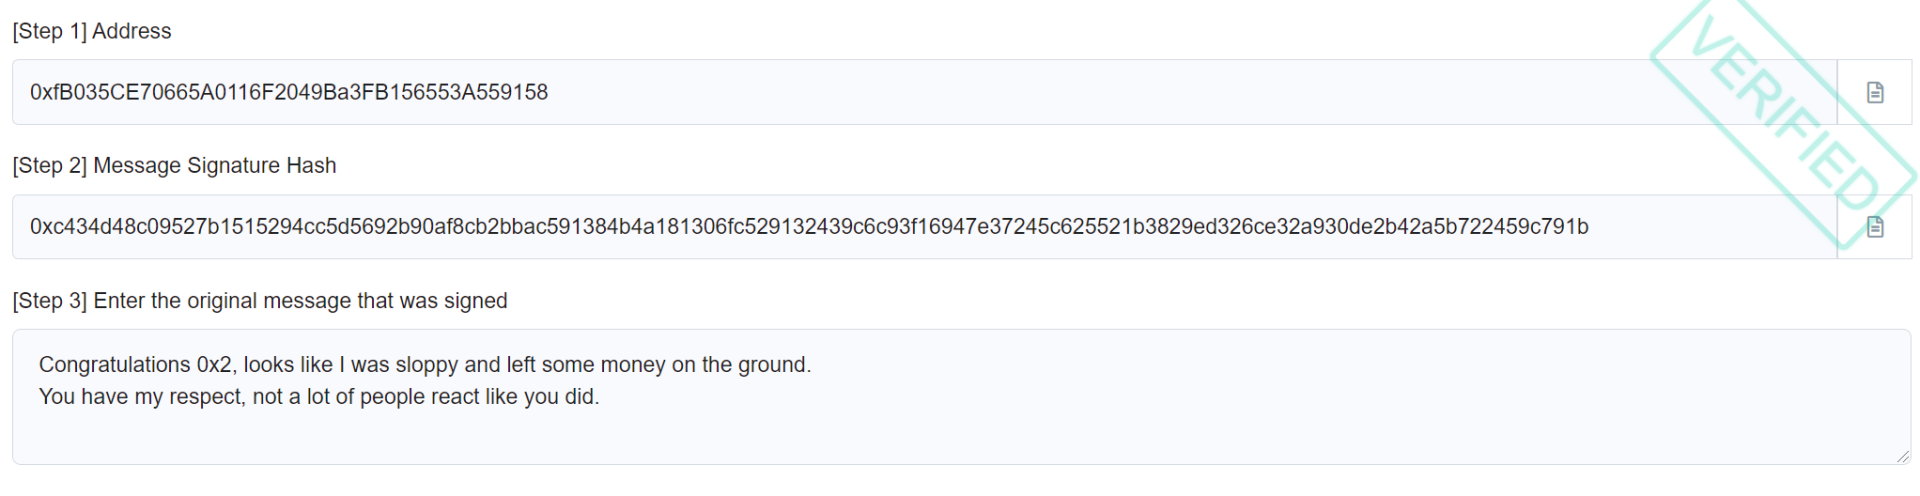 [Step 1] Address
0xfB035CE70665A0116F2049Ba3FB156553A559158
[Step 2] Message Signature Hash
0xc434d48c09527b1515294cc5d5692b90af8cb2bbac591384b4a181306fc529132439c6c93f16947e37245c625521b3829ed326ce32a930de2b42a5b722459c791b
[Step 3] Enter the original message that was signed
Congratulations 0x2, looks like I was sloppy and left some money on the ground.
You have my respect, not a lot of people react like you did.
VERIFIED